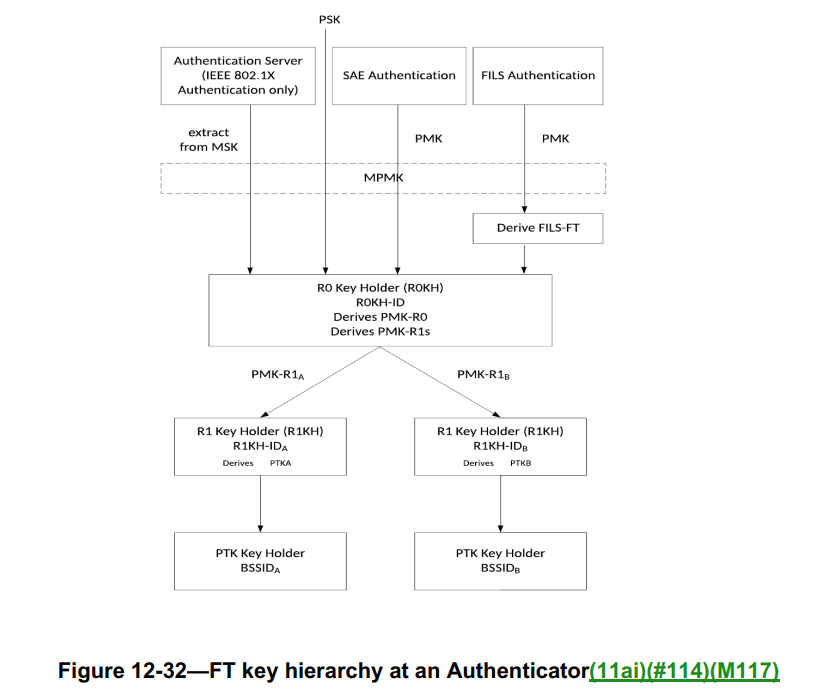 PSK
Authentication Server
(IEEE 802.1X
Authentication only)
SAE Authentication
FILS Authentication
extract
from MSK
PMK
PMK
MPMK
Derive FILS-FT
R0 Key Holder (R0KH)
R0KH-ID
Derives PMK-R0
Derives PMK-R1s
PMK-R1A
PMK-R1B
R1 Key Holder (R1KH)
R1KH-IDA
Derives PTKA
R1 Key Holder (R1KH)
R1KH-IDB
Derives PTKB
PTK Key Holder
BSSIDA
PTK Key Holder
BSSIDB
Figure 12-32—FT key hierarchy at an Authenticator(11ai)(#114)(M117)